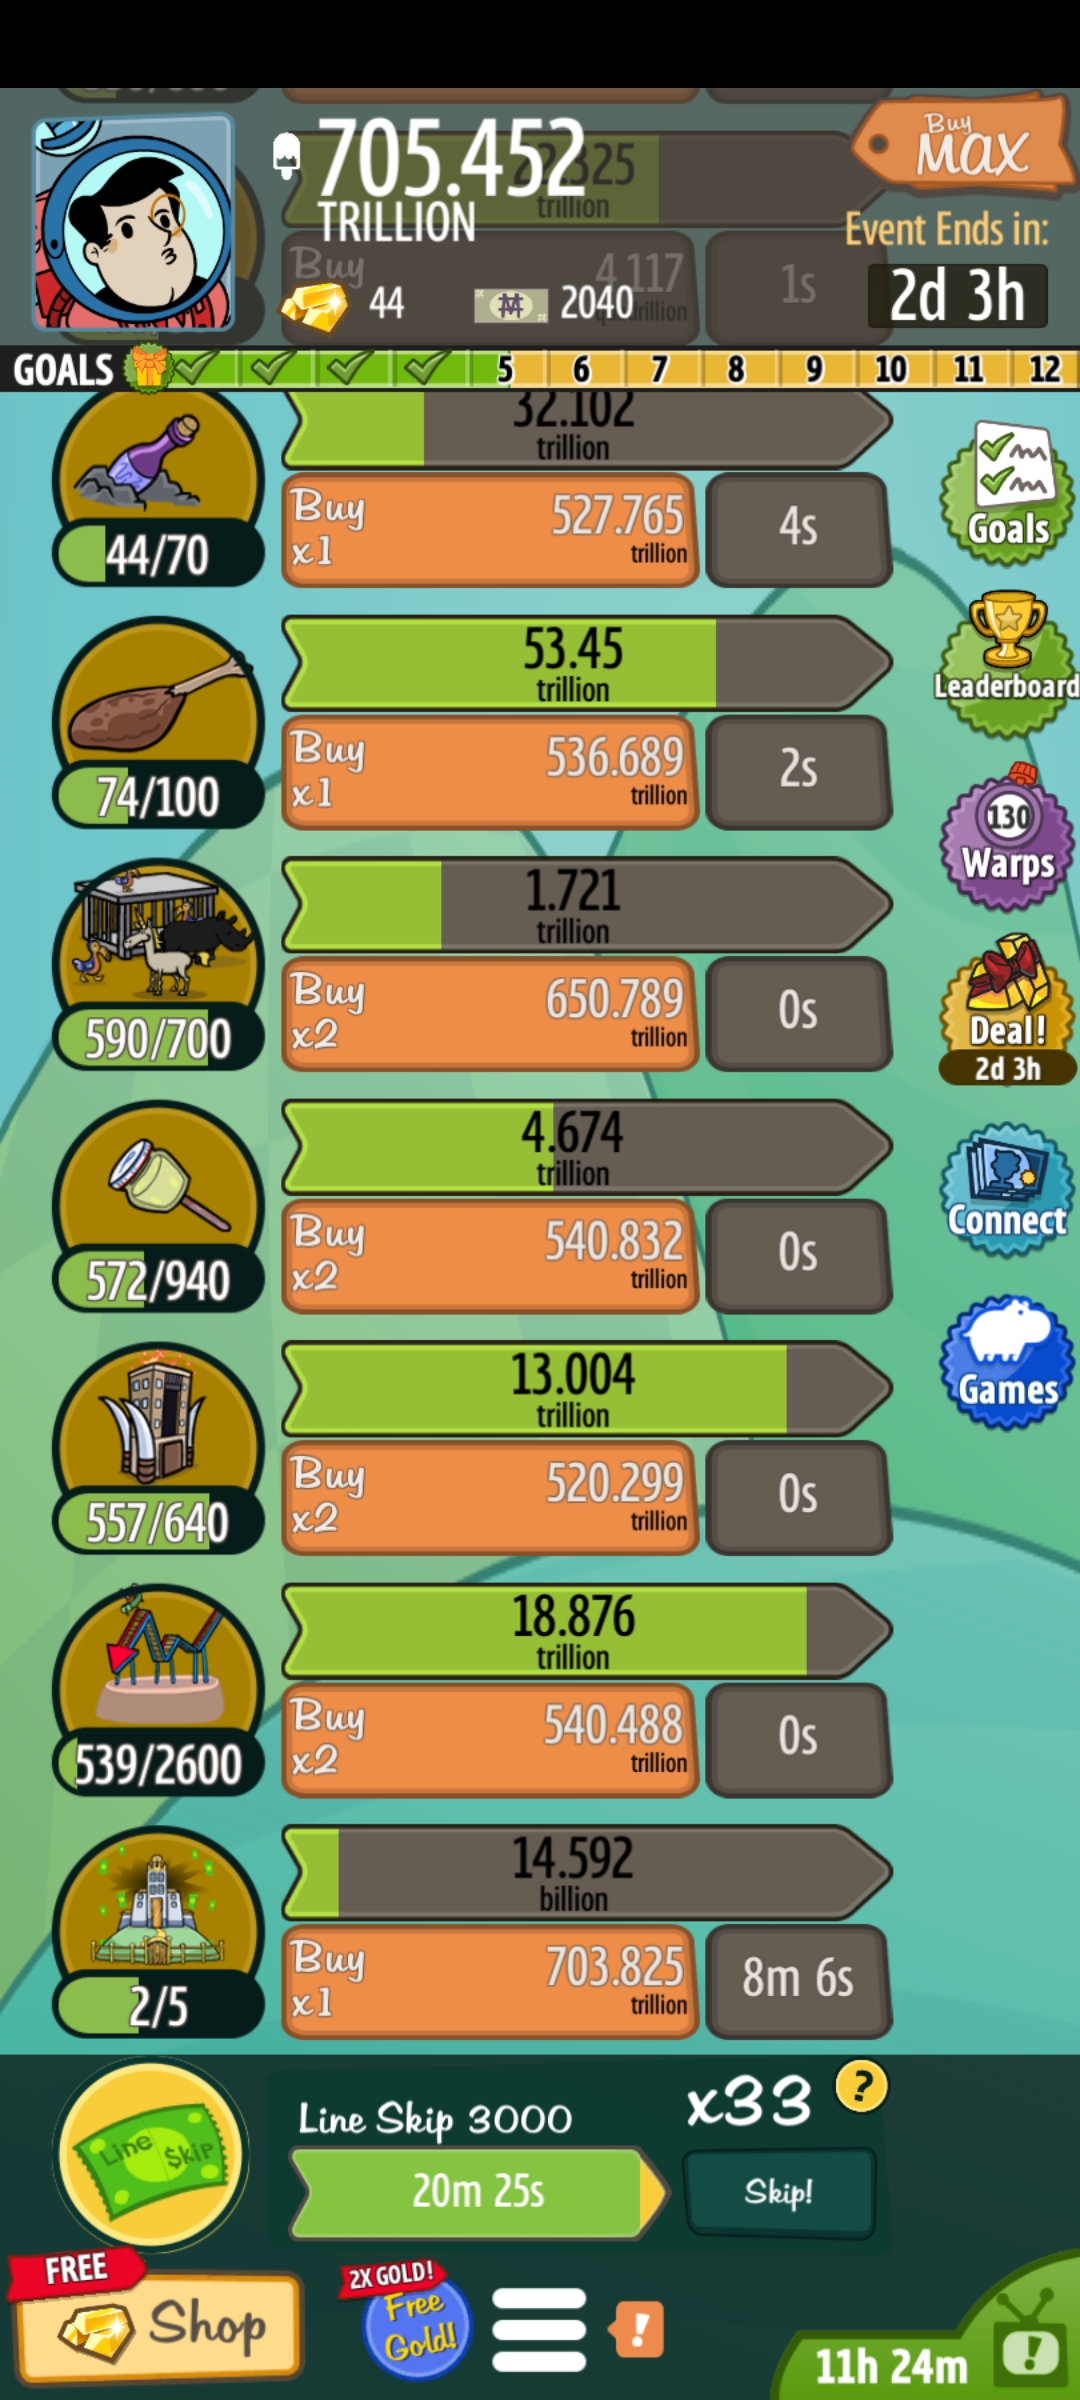 705.452
TRILLION
Buy
MAX
325
trillion
Event Ends in:
2d 3h
Buy
4.117
1s
44
2040
GOALS 5 6 7 8 9 10 11 12
32.102
trillion
Buy
x1
527.765
trillion
4s
44/70
Goals
53.45
trillion
Leaderboard
Buy
x1
536.689
trillion
2s
74/100
130
Warps
1.721
trillion
Buy
x2
650.789
trillion
0s
590/700
Deal!
2d 3h
4.674
trillion
Buy
x2
540.832
trillion
0s
572/940
Connect
13.004
trillion
Games
Buy
x2
520.299
trillion
0s
557/640
18.876
trillion
Buy
x2
540.488
trillion
0s
539/2600
14.592
billion
Buy
x1
703.825
trillion
8m 6s
2/5
Line $kip
Line Skip 3000
x33
?
20m 25s
Skip!
FREE
Shop
2X GOLD!
Free
Gold!
!
11h 24m
!